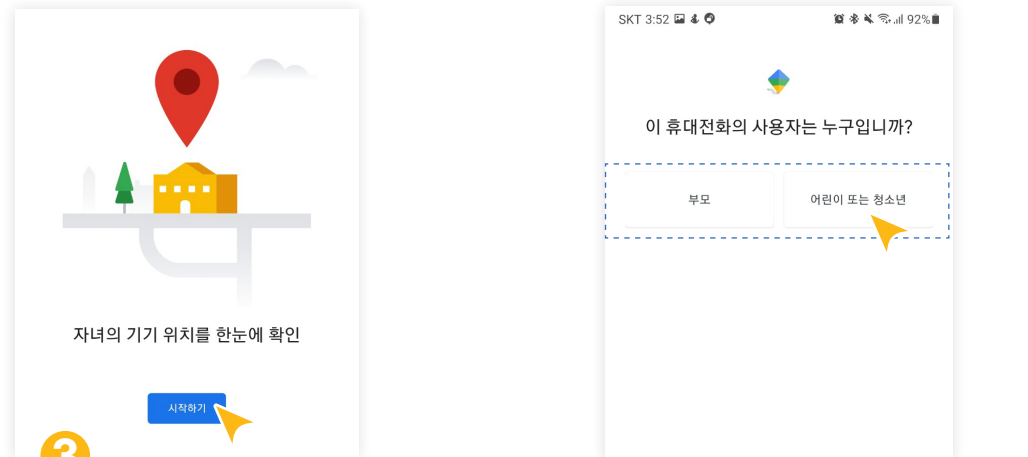 자녀의 기기 위치를 한눈에 확인
시작하기
3
SKT 3:52
92%
이 휴대전화의 사용자는 누구입니까?
부모
어린이 또는 청소년